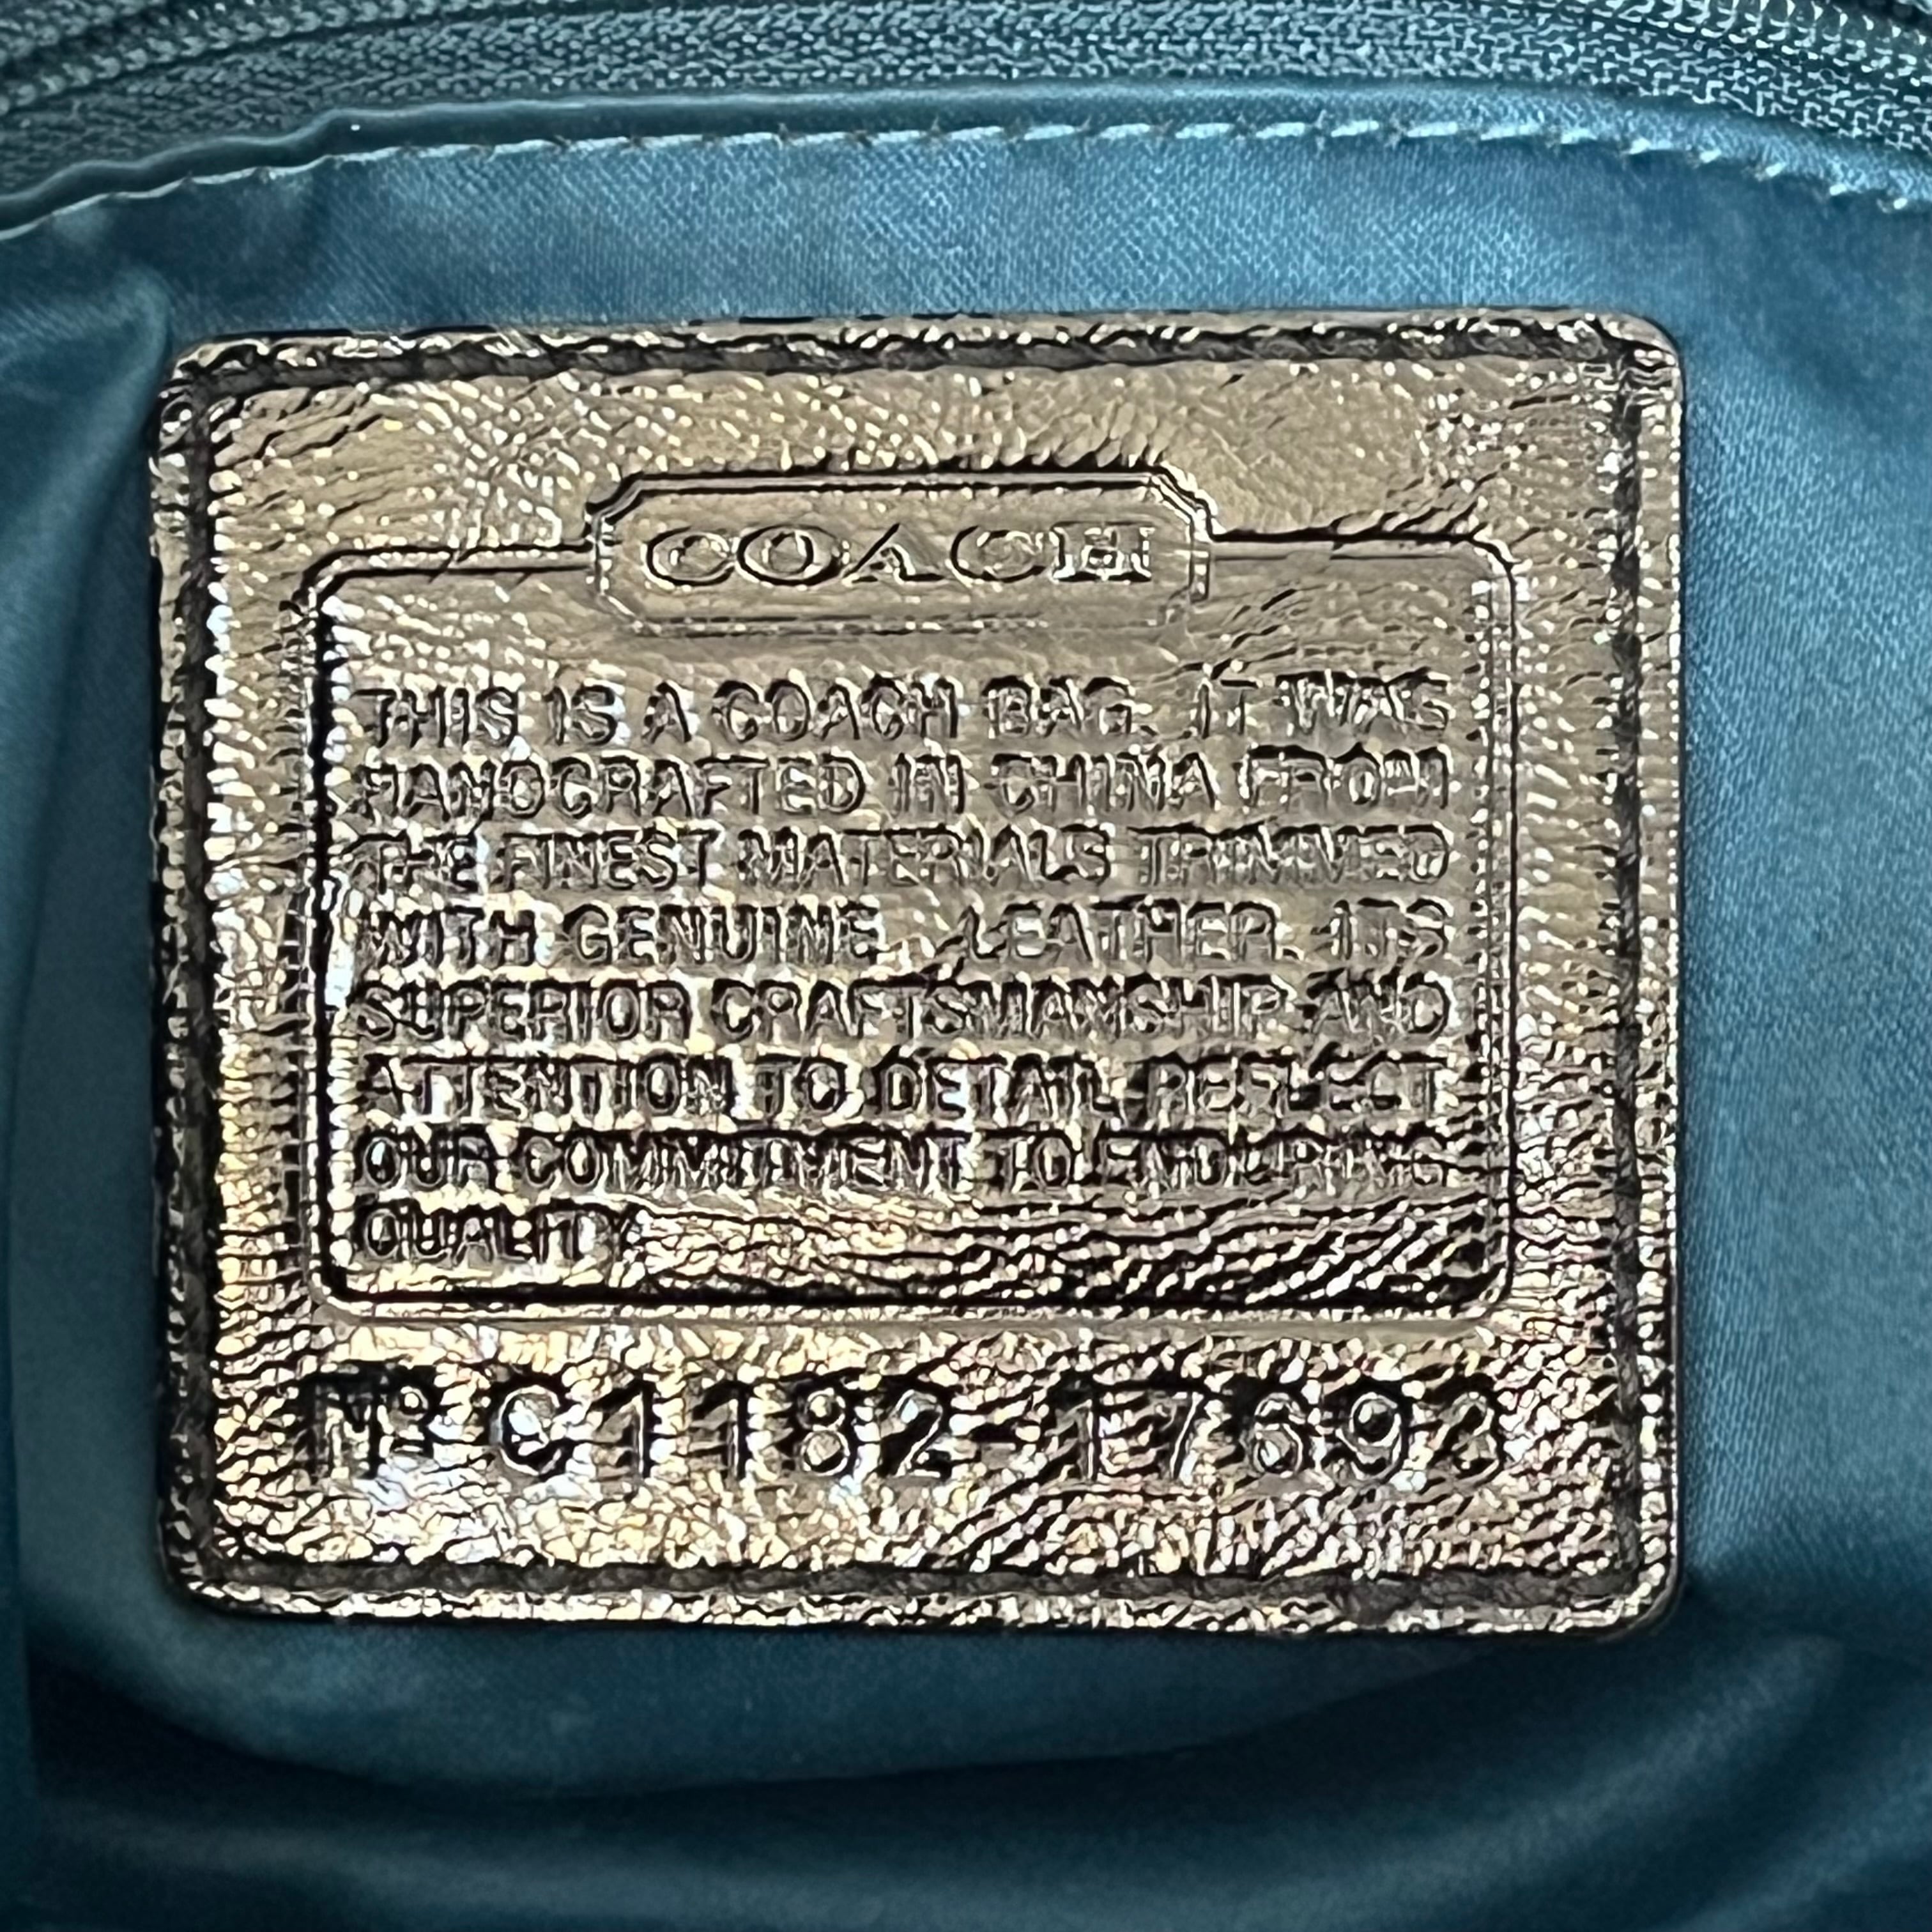 COACH
THIS IS A COACH BAG. IT WAS
HANDCRAFTED IN CHINA FROM
THE FINEST MATERIALS TRIMMED
WITH GENUINE LEATHER. ITS
SUPERIOR CRAFTSMANSHIP AND
ATTENTION TO DETAIL REFLECT
OUR COMMITMENT TO ENDURING
QUALITY
Nº C1182-17692